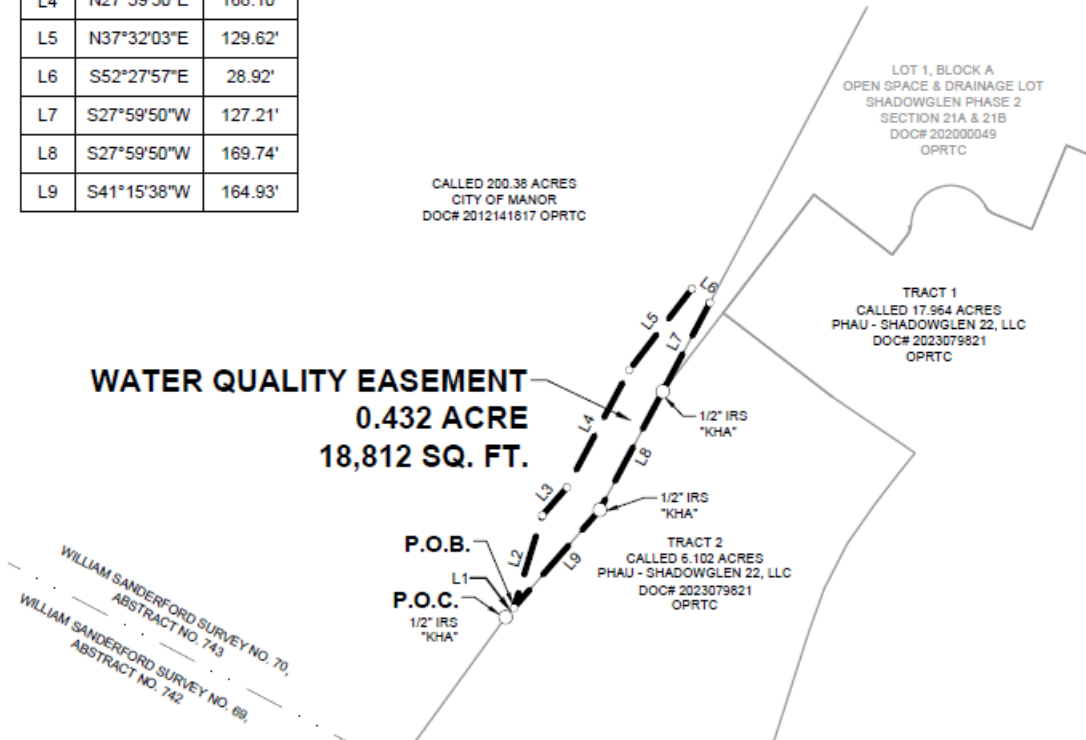 L4 N27°59'50"E 168.10'
L5 N37°32'03"E 129.62'
L6 S52°27'57"E 28.92'
L7 S27°59'50"W 127.21'
L8 S27°59'50"W 169.74'
L9 S41°15'38"W 164.93'
LOT 1, BLOCK A
OPEN SPACE & DRAINAGE LOT
SHADOWGLEN PHASE 2
SECTION 21A & 21B
DOC# 202000049
OPRTC
CALLED 200.38 ACRES
CITY OF MANOR
DOC# 2012141817 OPRTC
TRACT 1
CALLED 17.964 ACRES
PHAU - SHADOWGLEN 22, LLC
DOC# 2023079821
OPRTC
L6
L5
L7
WATER QUALITY EASEMENT
0.432 ACRE
18,812 SQ. FT.
1/2" IRS
"KHA"
L4
L8
L3
1/2" IRS
"KHA"
TRACT 2
CALLED 6.102 ACRES
PHAU - SHADOWGLEN 22, LLC
DOC# 2023079821
OPRTC
P.O.B.
L2
L9
L1
P.O.C.
1/2" IRS
"KHA"
WILLIAM SANDERFORD SURVEY NO. 70,
ABSTRACT NO. 743
WILLIAM SANDERFORD SURVEY NO. 69,
ABSTRACT NO. 742